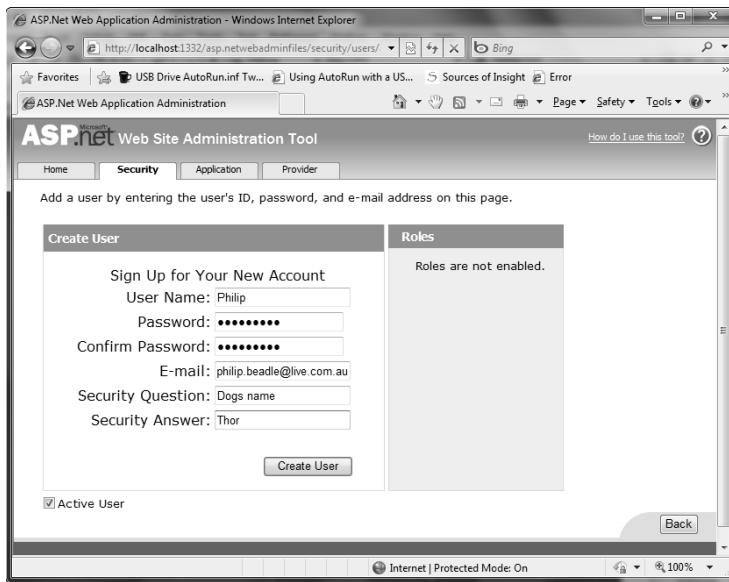 ASP.Net Web Application Administration - Windows Internet Explorer
http://localhost:1332/asp.netwebadminfiles/security/users/
Bing
Favorites USB Drive AutoRun.inf Tw... Using AutoRun with a US... Sources of Insight Error
ASP.Net Web Application Administration
Page Safety Tools
Microsoft
ASP.net Web Site Administration Tool
How do I use this tool? ?
Home Security Application Provider
Add a user by entering the user's ID, password, and e-mail address on this page.
Create User
Roles
Sign Up for Your New Account
Roles are not enabled.
User Name: Philip
Password: •••••••••
Confirm Password: •••••••••
E-mail: philip.beadle@live.com.au
Security Question: Dogs name
Security Answer: Thor
Create User
Active User
Back
Internet | Protected Mode: On
100%